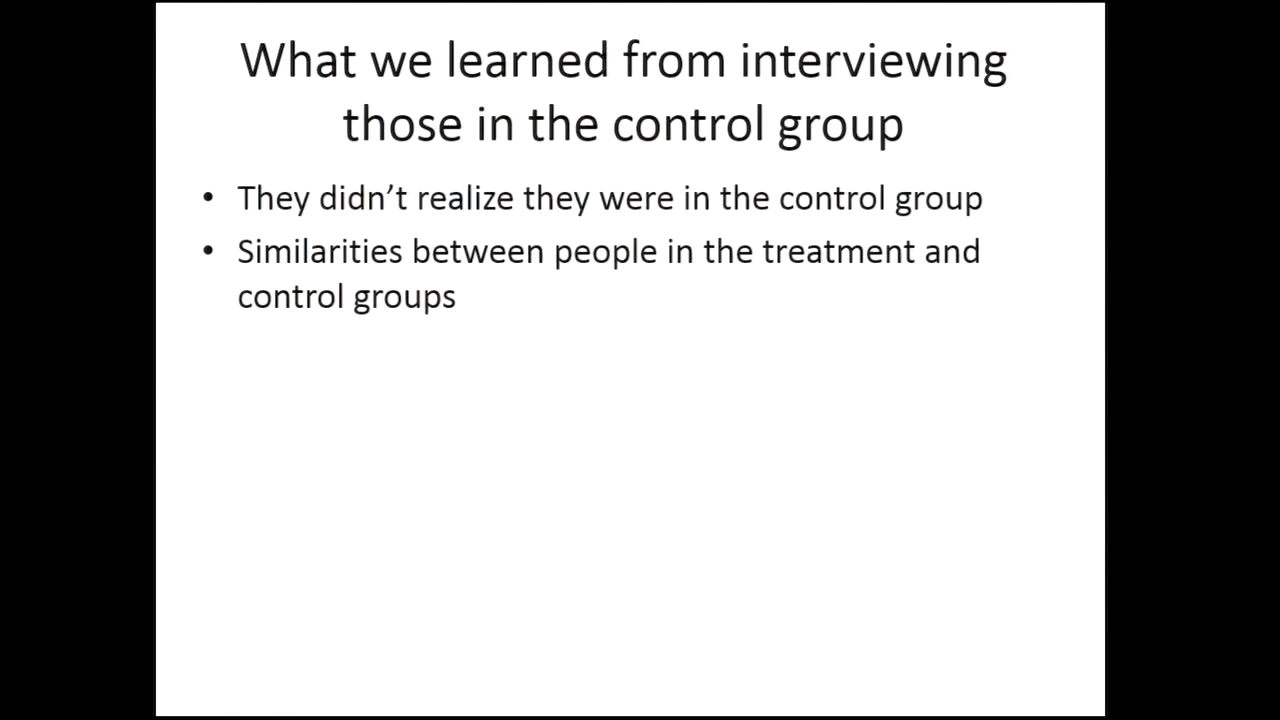 What we learned from interviewing
those in the control group
• They didn’t realize they were in the control group
• Similarities between people in the treatment and
control groups